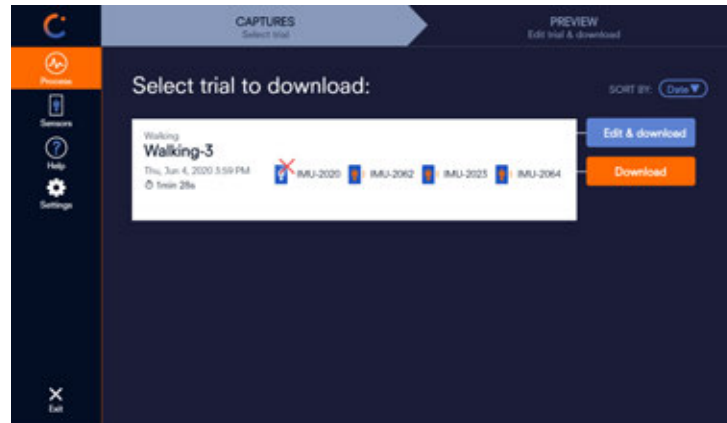 CAPTURES
Select trial
PREVIEW
Edit trial & download
Process
Sensors
Help
Settings
Exit
Select trial to download:
SORT BY: Date▼
Walking
Walking-3
Thu, Jun 4, 2020 3:59 PM
1min 28s
IMU-2020 IMU-2062 IMU-2023 IMU-2064
Edit & download
Download